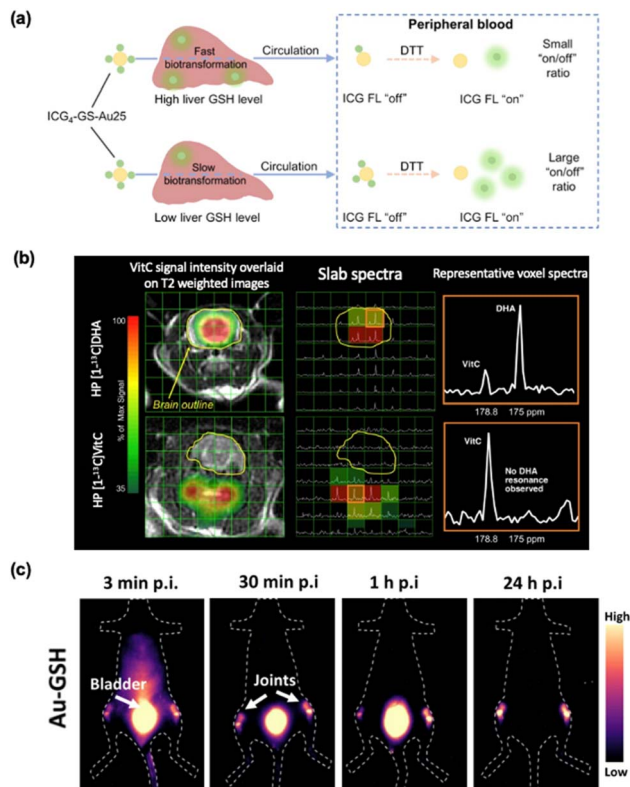 (a)
Peripheral blood
ICG₄-GS-Au25
Fast
biotransformation
High liver GSH level
Circulation
ICG FL "off"
DTT
ICG FL "on"
Small
"on/off"
ratio
Slow
biotransformation
Low liver GSH level
Circulation
ICG FL "off"
DTT
ICG FL "on"
Large
"on/off"
ratio
(b)
VitC signal intensity overlaid
on T2 weighted images
Slab spectra
Representative voxel spectra
HP [1-¹³C]DHA
HP [1-¹³C]VitC
100
% of Max Signal
35
Brain outline
DHA
VitC
178.8 175 ppm
VitC
No DHA
resonance
observed
178.8 175 ppm
(c)
3 min p.i.
30 min p.i
1 h p.i
24 h p.i
Au-GSH
Bladder
Joints
High
Low